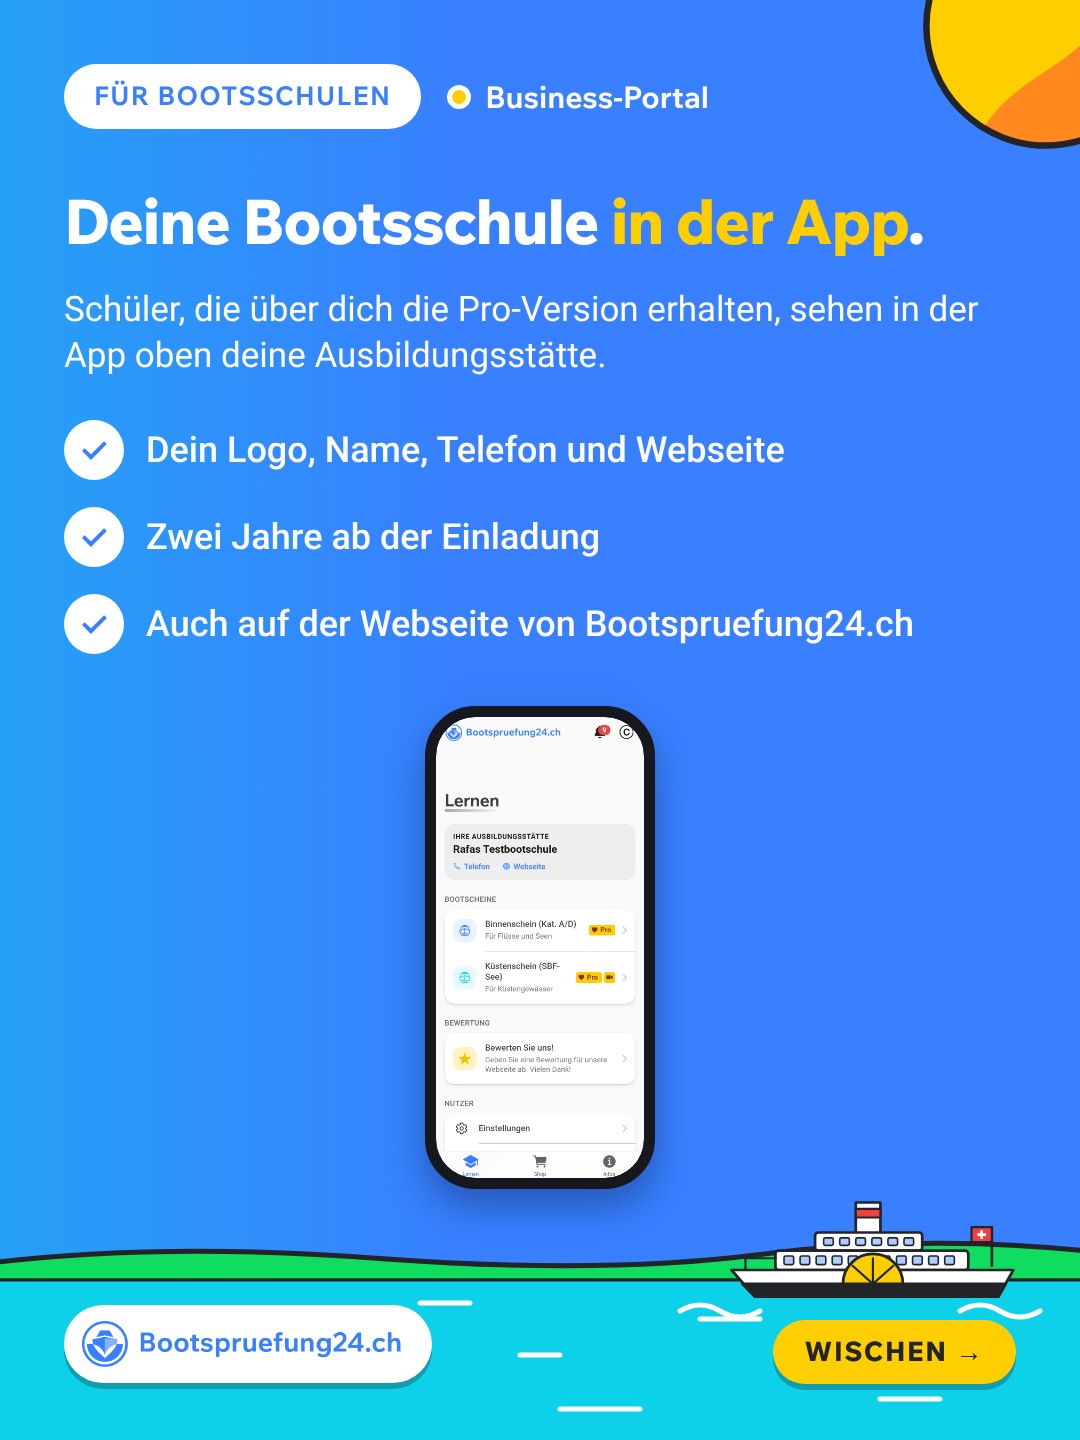 FÜR BOOTSSCHULEN
Business-Portal
Deine Bootsschule in der App.
Schüler, die über dich die Pro-Version erhalten, sehen in der
App oben deine Ausbildungsstätte.
Dein Logo, Name, Telefon und Webseite
Zwei Jahre ab der Einladung
Auch auf der Webseite von Bootspruefung24.ch
Bootspruefung24.ch
9
C
Lernen
IHRE AUSBILDUNGSSTÄTTE
Rafas Testbootschule
Telefon Webseite
BOOTSCHEINE
Binnenschein (Kat. A/D)
Für Flüsse und Seen
Pro
Küstenschein (SBF-
See)
Für Küstengewässer
Pro
BEWERTUNG
Bewerten Sie uns!
Geben Sie eine Bewertung für unsere
Webseite ab. Vielen Dank!
NUTZER
Einstellungen
Lernen Shop Infos
Bootspruefung24.ch
WISCHEN →